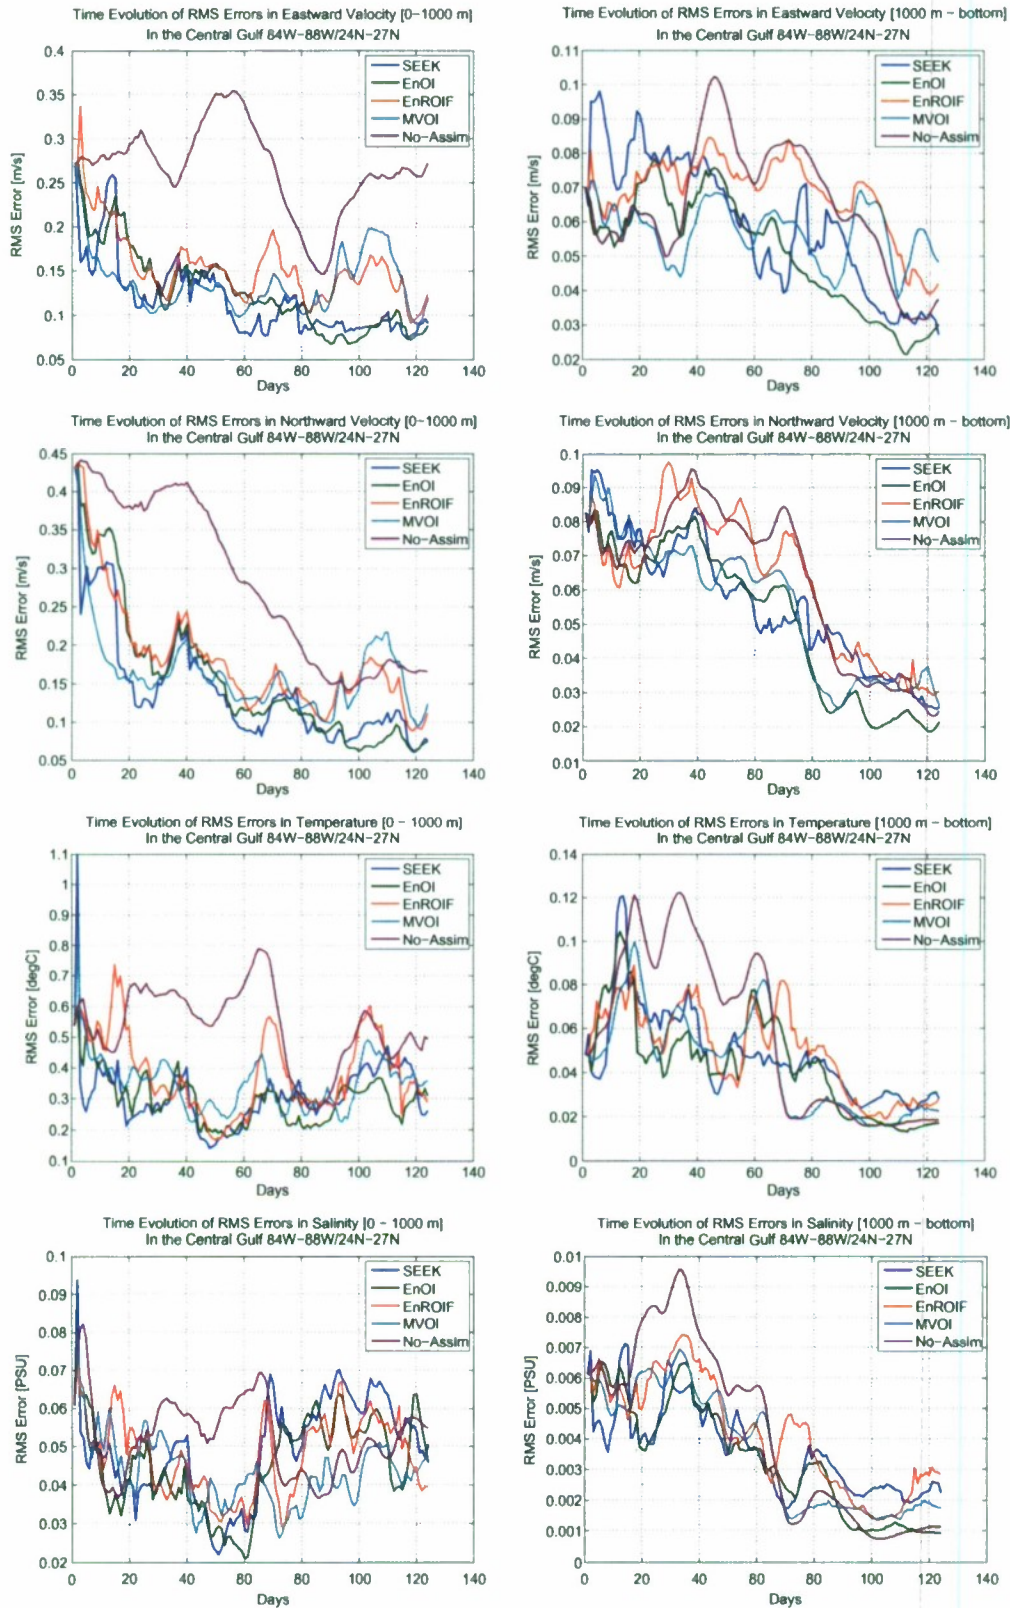 Time Evolution of RMS Errors in Eastward Valocity [0-1000 m]
In the Central Gulf 84W-88W/24N-27N
0.4
0.35
0.3
0.25
0.2
0.15
0.1
0.05
RMS Error [m/s]
SEEK
EnOI
EnROIF
MVOI
No-Assim
0 20 40 60 80 100 120 140
Days
Time Evolution of RMS Errors in Eastward Velocity [1000 m - bottom]
In the Central Gulf 84W-88W/24N-27N
0.11
0.1
0.09
0.08
0.07
0.06
0.05
0.04
0.03
0.02
RMS Error [m/s]
SEEK
EnOI
EnROIF
MVOI
No-Assim
0 20 40 60 80 100 120 140
Days
Time Evolution of RMS Errors in Northward Velocity [0-1000 m]
In the Central Gulf 84W-88W/24N-27N
0.45
0.4
0.35
0.3
0.25
0.2
0.15
0.1
0.05
RMS Error [m/s]
SEEK
EnOI
EnROIF
MVOI
No-Assim
0 20 40 60 80 100 120 140
Days
Time Evolution of RMS Errors in Northward Velocity [1000 m - bottom]
In the Central Gulf 84W-88W/24N-27N
0.1
0.09
0.08
0.07
0.06
0.05
0.04
0.03
0.02
0.01
RMS Error [m/s]
SEEK
EnOI
EnROIF
MVOI
No-Assim
0 20 40 60 80 100 120 140
Days
Time Evolution of RMS Errors in Temperature [0 - 1000 m]
In the Central Gulf 84W-88W/24N-27N
1.1
1
0.9
0.8
0.7
0.6
0.5
0.4
0.3
0.2
0.1
RMS Error [degC]
SEEK
EnOI
EnROIF
MVOI
No-Assim
0 20 40 60 80 100 120 140
Days
Time Evolution of RMS Errors in Temperature [1000 m - bottom]
In the Central Gulf 84W-88W/24N-27N
0.14
0.12
0.1
0.08
0.06
0.04
0.02
0
RMS Error [degC]
SEEK
EnOI
EnROIF
MVOI
No-Assim
0 20 40 60 80 100 120 140
Days
Time Evolution of RMS Errors in Salinity [0 - 1000 m]
In the Central Gulf 84W-88W/24N-27N
0.1
0.09
0.08
0.07
0.06
0.05
0.04
0.03
0.02
RMS Error [PSU]
SEEK
EnOI
EnROIF
MVOI
No-Assim
0 20 40 60 80 100 120 140
Days
Time Evolution of RMS Errors in Salinity [1000 m - bottom]
In the Central Gulf 84W-88W/24N-27N
0.01
0.009
0.008
0.007
0.006
0.005
0.004
0.003
0.002
0.001
0
RMS Error [PSU]
SEEK
EnOI
EnROIF
MVOI
No-Assim
0 20 40 60 80 100 120 140
Days